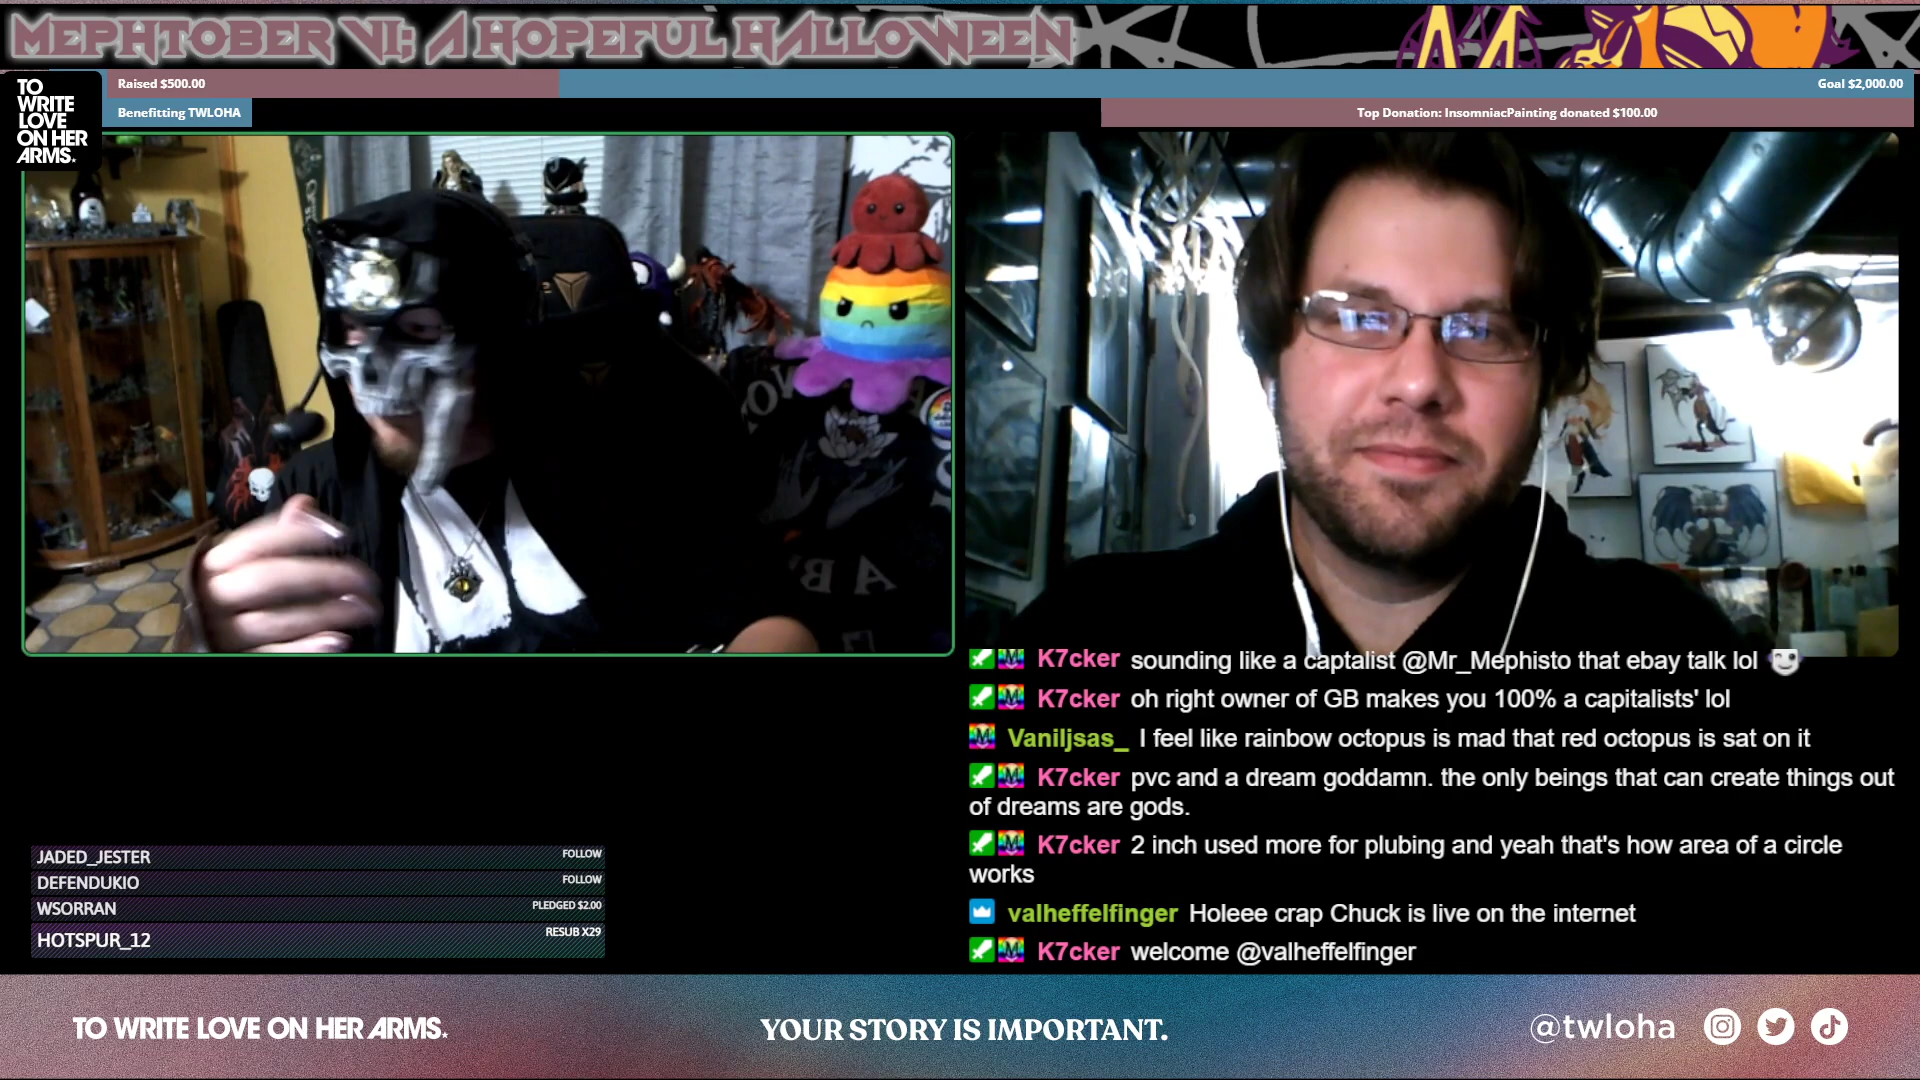 MEPHTOBER VI: A HOPEFUL HALLOWEEN
TO
WRITE
LOVE
ON HER
ARMS.
Raised $500.00
Goal $2,000.00
Benefitting TWLOHA
Top Donation: InsomniacPainting donated $100.00
K7cker sounding like a captalist @Mr_Mephisto that ebay talk lol
K7cker oh right owner of GB makes you 100% a capitalists' lol
Vaniljsas_ I feel like rainbow octopus is mad that red octopus is sat on it
K7cker pvc and a dream goddamn. the only beings that can create things out
of dreams are gods.
K7cker 2 inch used more for plubing and yeah that's how area of a circle
works
valheffelfinger Holeee crap Chuck is live on the internet
K7cker welcome @valheffelfinger
JADED_JESTER FOLLOW
DEFENDUKIO FOLLOW
WSORRAN PLEDGED $2.00
HOTSPUR_12 RESUB X29
TO WRITE LOVE ON HER ARMS.
YOUR STORY IS IMPORTANT.
@twloha